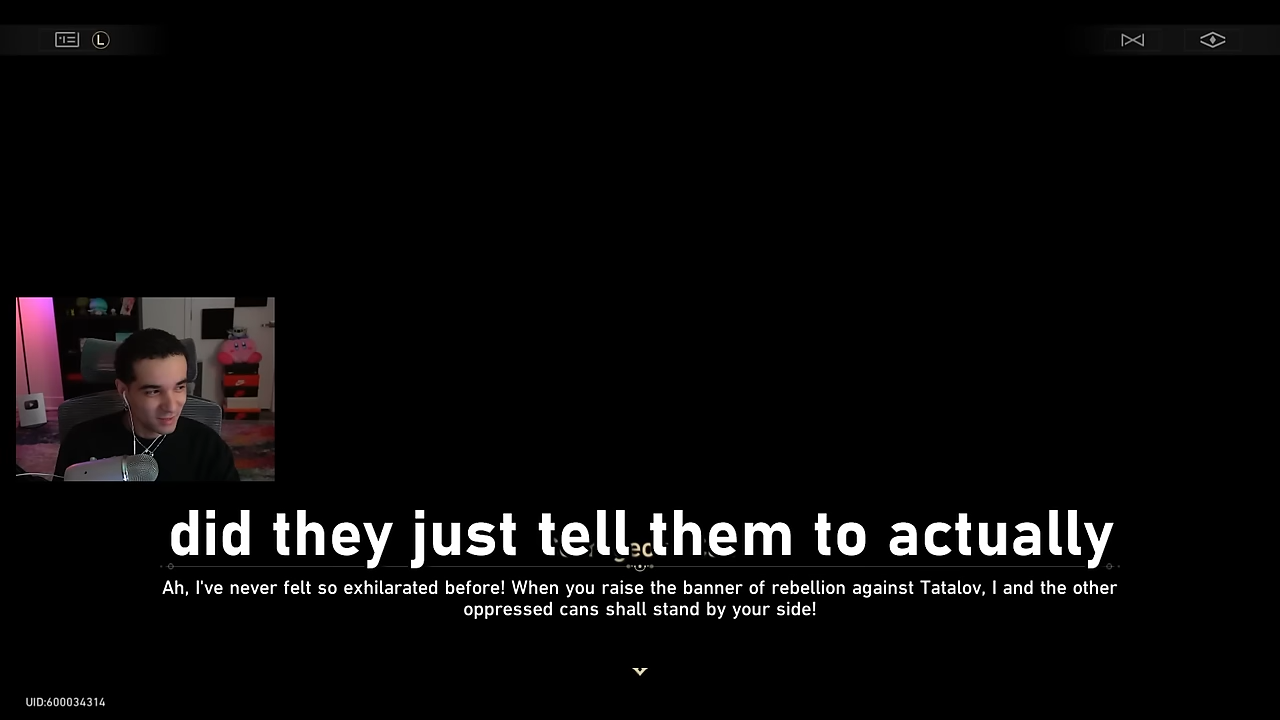 L
did they just tell them to actually
Ah, I've never felt so exhilarated before! When you raise the banner of rebellion against Tatalov, I and the other
oppressed cans shall stand by your side!
UID:600034314